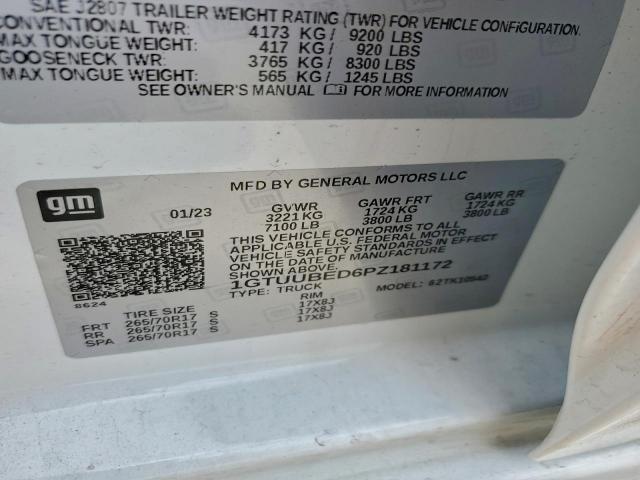 SAE J2807 TRAILER WEIGHT RATING (TWR) FOR VEHICLE CONFIGURATION.
CONVENTIONAL TWR: 4173 KG/ 9200 LBS
MAX TONGUE WEIGHT: 417 KG/ 920 LBS
GOOSENECK TWR: 3765 KG/ 8300 LBS
MAX TONGUE WEIGHT: 565 KG/ 1245 LBS
SEE OWNER'S MANUAL FOR MORE INFORMATION
gm
MFD BY GENERAL MOTORS LLC
01/23 GVWR GAWR FRT GAWR RR
3221 KG 1724 KG 1724 KG
7100 LB 3800 LB 3800 LB
THIS VEHICLE CONFORMS TO ALL
APPLICABLE U.S. FEDERAL MOTOR
VEHICLE SAFETY STANDARDS IN EFFECT
ON THE DATE OF MANUFACTURE SHOWN ABOVE.
8624
TYPE: TRUCK MODEL:
TIRE SIZE RIM
FRT 265/70R17 S 17X8J
RR 265/70R17 S 17X8J
SPA 265/70R17 S 17X8J